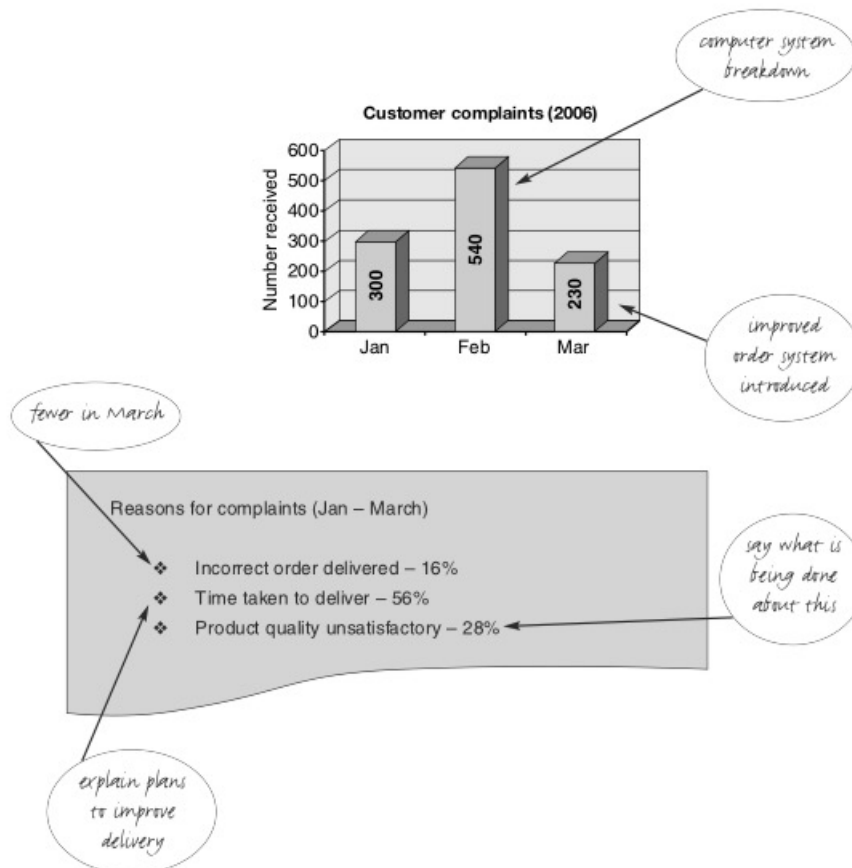 computer system
breakdown
Customer complaints (2006)
Number received
600
500
400
300
200
100
0
300
540
230
Jan Feb Mar
improved
order system
introduced
fewer in March
Reasons for complaints (Jan – March)
❖ Incorrect order delivered – 16%
❖ Time taken to deliver – 56%
❖ Product quality unsatisfactory – 28%
say what is
being done
about this
explain plans
to improve
delivery